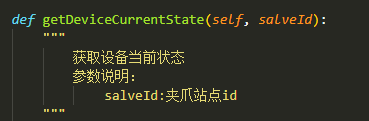 def getDeviceCurrentState(self, salveId):
"""
获取设备当前状态
参数说明：
salveId:夹爪站点id
"""